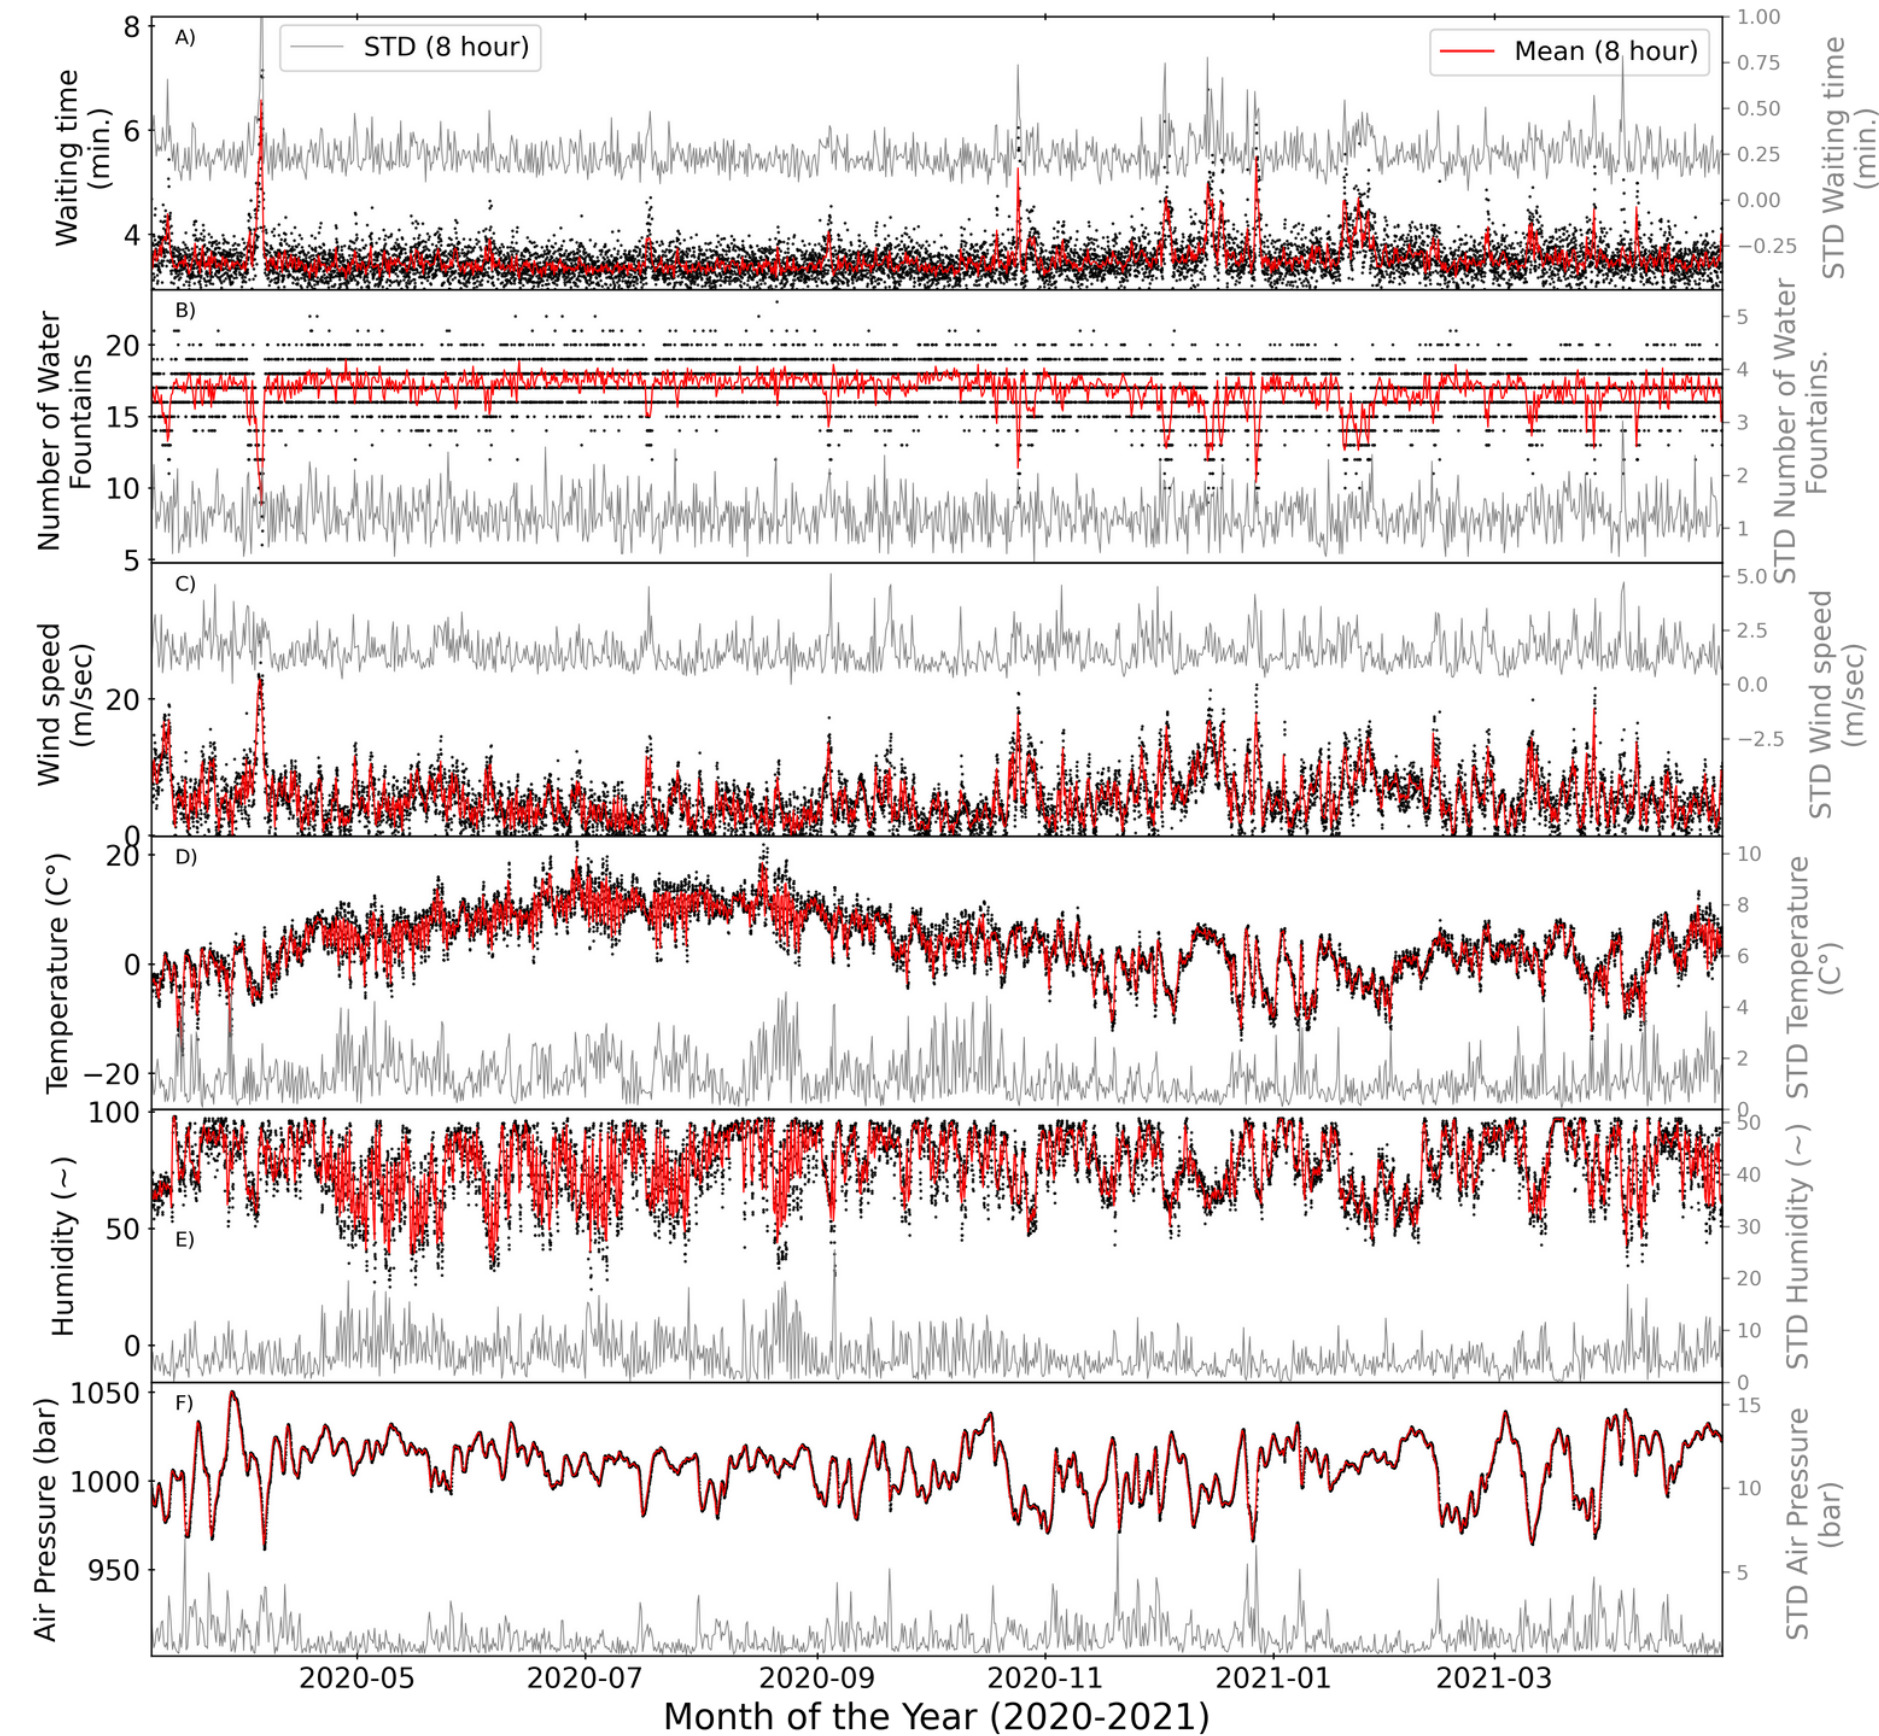 A)
STD (8 hour)
Mean (8 hour)
8
6
4
Waiting time
(min.)
1.00
0.75
0.50
0.25
0.00
−0.25
STD Waiting time
(min.)
B)
20
15
10
5
Number of Water
Fountains
5
4
3
2
1
STD Number of Water
Fountains.
C)
20
0
Wind speed
(m/sec)
5.0
2.5
0.0
−2.5
STD Wind speed
(m/sec)
D)
20
0
−20
Temperature (C°)
10
8
6
4
2
0
STD Temperature
(C°)
100
50
0
E)
Humidity (~)
50
40
30
20
10
0
STD Humidity (~)
F)
1050
1000
950
Air Pressure (bar)
15
10
5
STD Air Pressure
(bar)
2020-05
2020-07
2020-09
2020-11
2021-01
2021-03
Month of the Year (2020-2021)